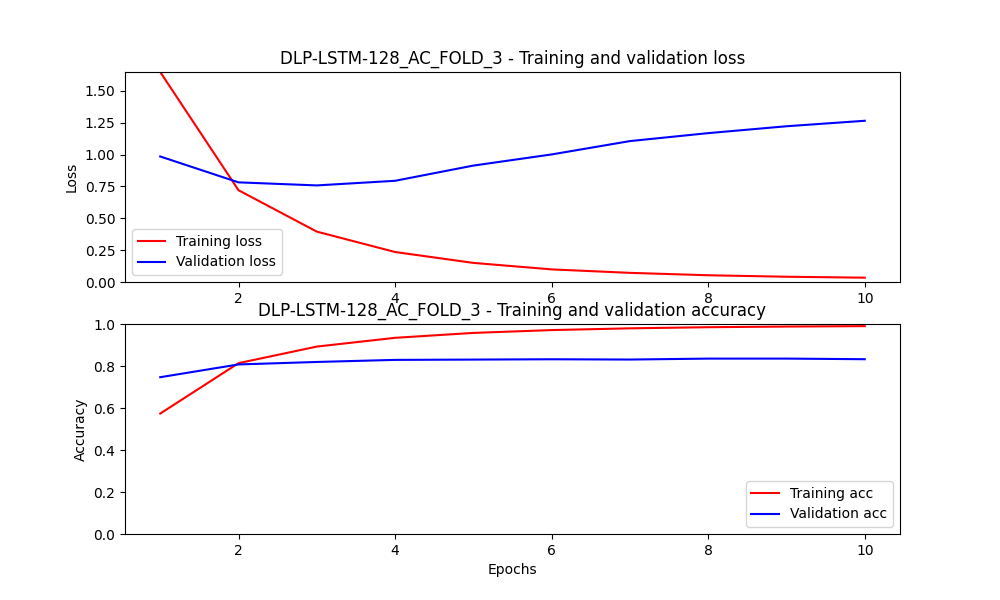 DLP-LSTM-128_AC_FOLD_3 - Training and validation loss
1.50
1.25
1.00
0.75
0.50
0.25
0.00
Loss
Training loss
Validation loss
2 4 6 8 10
DLP-LSTM-128_AC_FOLD_3 - Training and validation accuracy
1.0
0.8
0.6
0.4
0.2
0.0
Accuracy
Training acc
Validation acc
2 4 6 8 10
Epochs